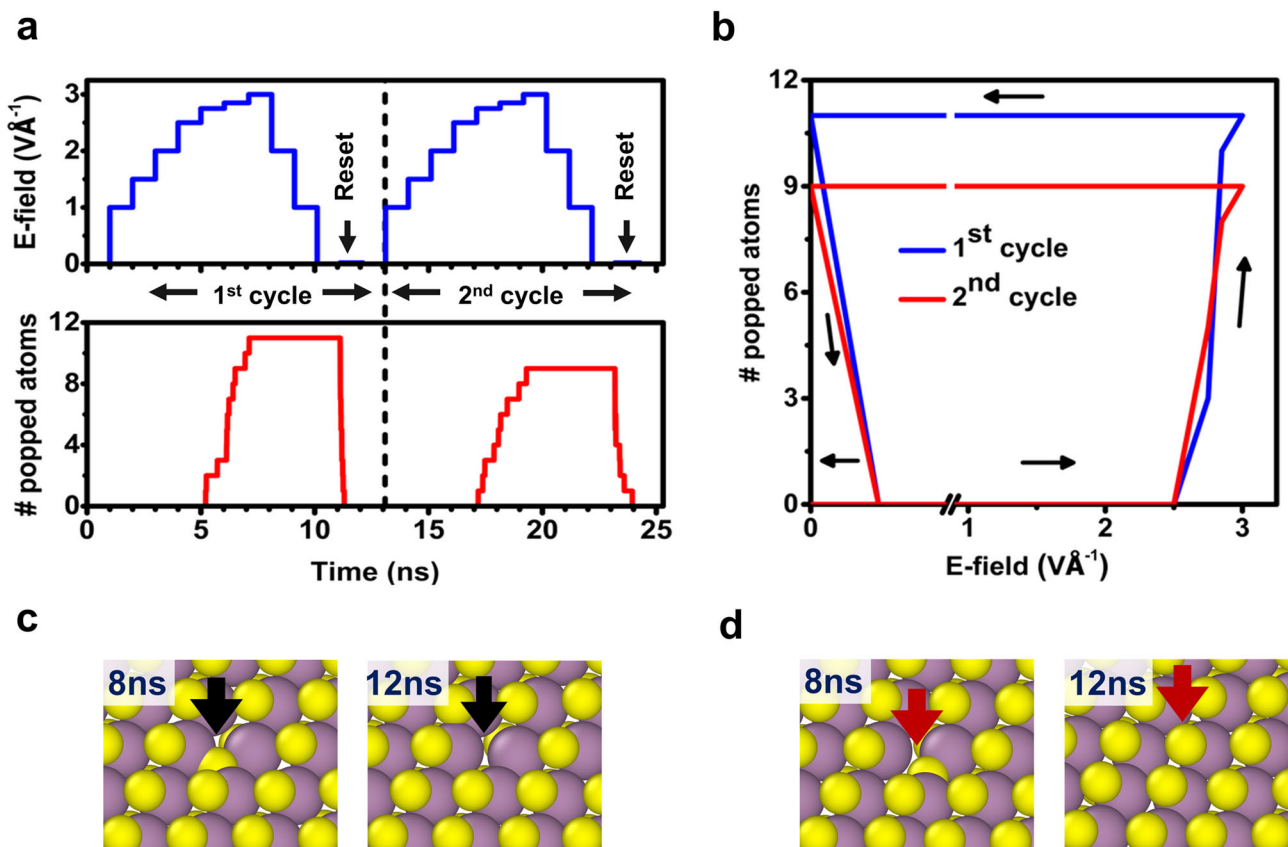 a
E-field (VÅ⁻¹)
3
2
1
0
Reset
Reset
1ˢᵗ cycle
2ⁿᵈ cycle
# popped atoms
12
8
4
0
0 5 10 15 20 25
Time (ns)
b
# popped atoms
12
9
6
3
0
1ˢᵗ cycle
2ⁿᵈ cycle
0 1 2 3
E-field (VÅ⁻¹)
c
8ns
12ns
d
8ns
12ns